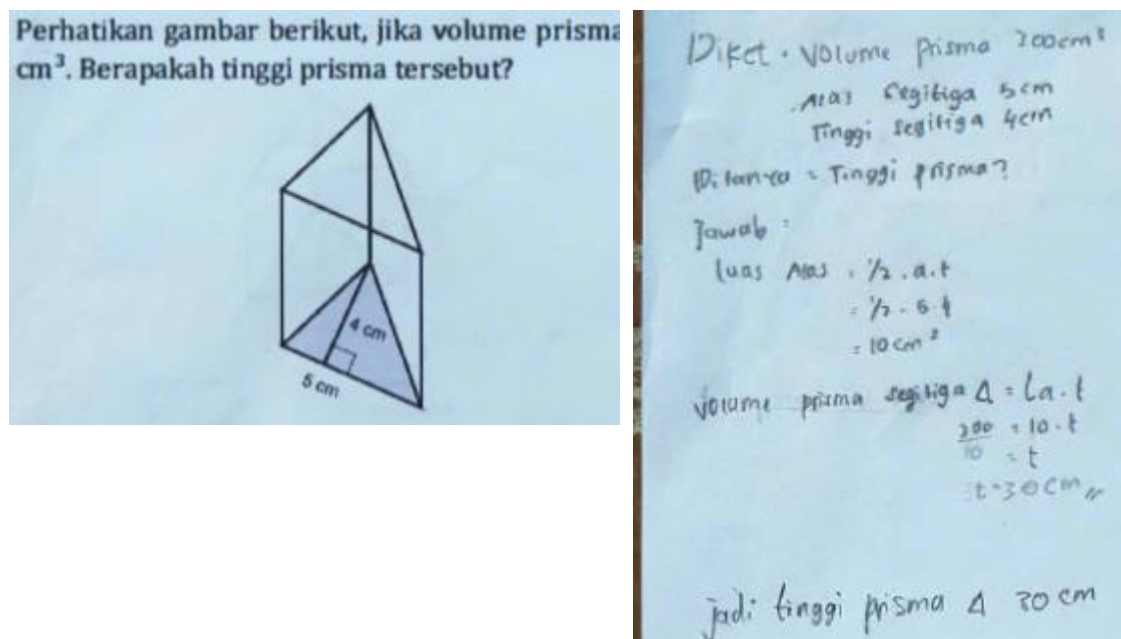 Perhatikan gambar berikut, jika volume prisma
cm³. Berapakah tinggi prisma tersebut?
4 cm
5 cm
Diket : volume Prisma 300cm³
Alas Segitiga 5cm
Tinggi segitiga 4cm
Ditanya = Tinggi prisma?
Jawab :
luas Alas = 1/2 . a . t
= 1/2 . 5 . 4
= 10 cm²
Volume prisma segitiga Δ = La . t
300 = 10 . t
10 = t
t = 30 cm //
jadi tinggi prisma Δ 30 cm